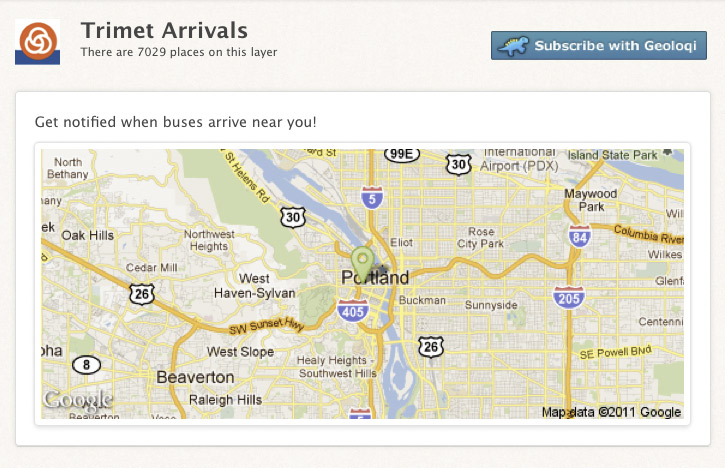 Trimet Arrivals
There are 7029 places on this layer
Subscribe with Geoloqi
Get notified when buses arrive near you!
North
Bethany
St Helens Rd
99E
30
International
Airport (PDX)
Island State Park
5
Maywood
Park
30
Oak Hills
Northwest
Heights
Eliot
Rose
City Park
84
Columbia River
Wilkes
Cedar Mill
West
Haven-Sylvan
Portland
26
405
Buckman
Sunnyside
205
SW Sunset Hwy
West Slope
26
8
Healy Heights -
Southwest Hills
SE Powell Blvd
Beaverton
Raleigh Hills
Google
5
Map data ©2011 Google